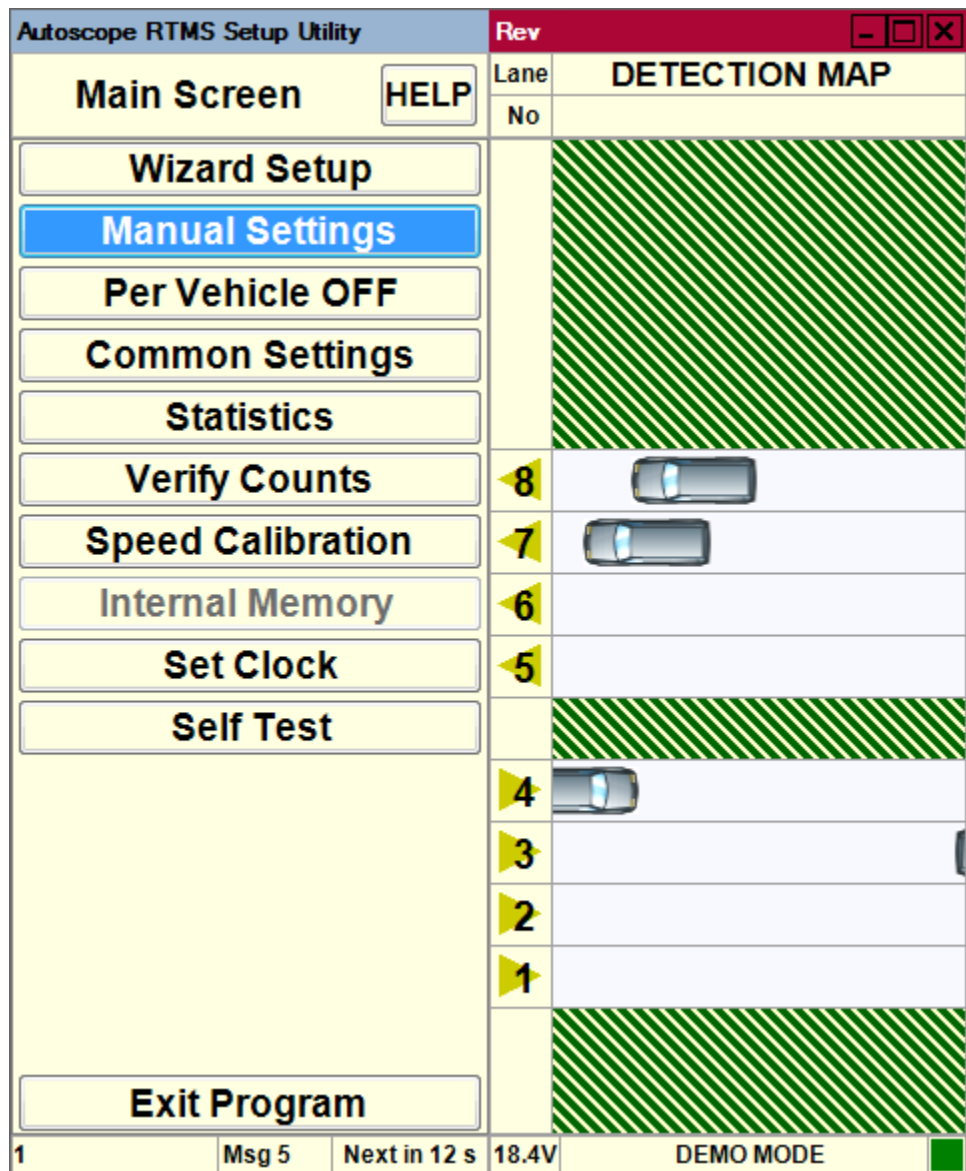 Autoscope RTMS Setup Utility
Rev
Main Screen
HELP
Lane
No
DETECTION MAP
Wizard Setup
Manual Settings
Per Vehicle OFF
Common Settings
Statistics
Verify Counts
Speed Calibration
Internal Memory
Set Clock
Self Test
8
7
6
5
4
3
2
1
Exit Program
1
Msg 5
Next in 12 s
18.4V
DEMO MODE